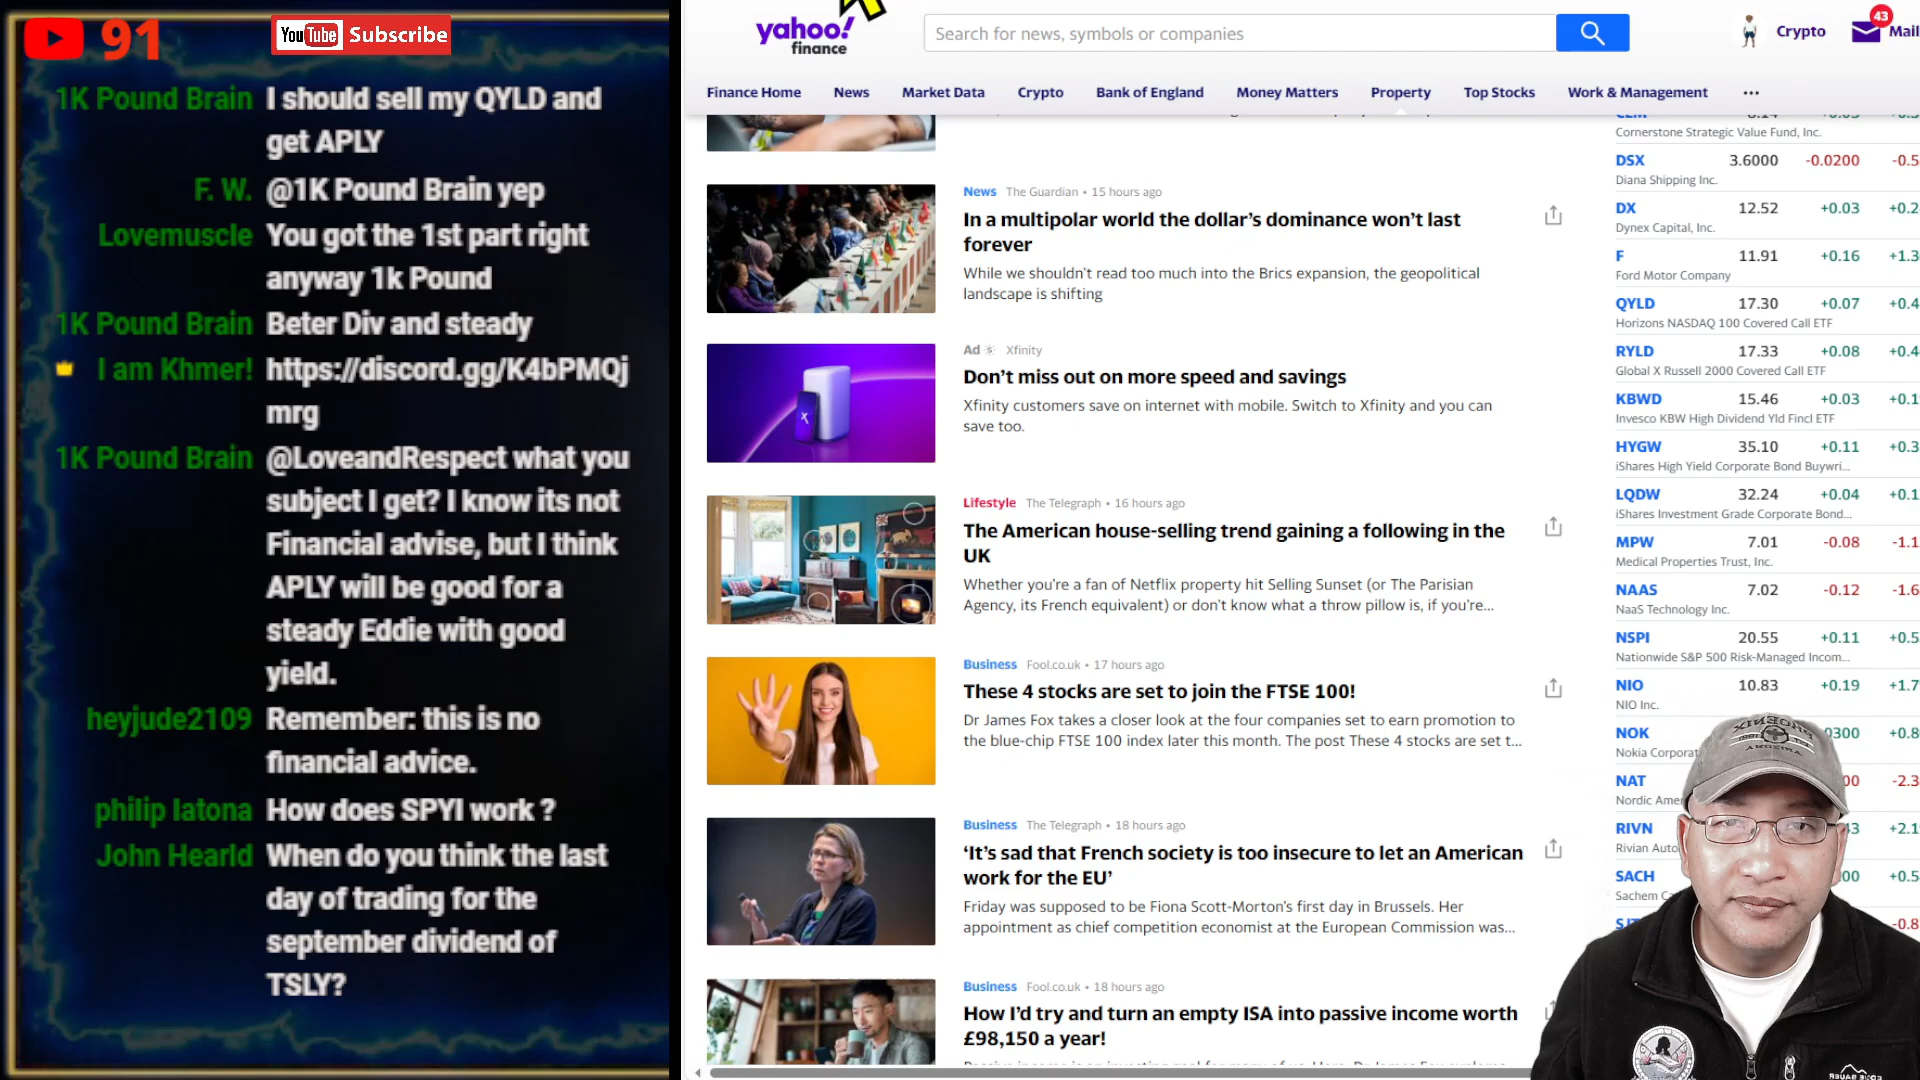 91
YouTube Subscribe
1K Pound Brain I should sell my QYLD and
get APLY
F. W. @1K Pound Brain yep
Lovemuscle You got the 1st part right
anyway 1k Pound
1K Pound Brain Beter Div and steady
I am Khmer! https://discord.gg/K4bPMQj
mrg
1K Pound Brain @LoveandRespect what you
subject I get? I know its not
Financial advise, but I think
APLY will be good for a
steady Eddie with good
yield.
heyjude2109 Remember: this is no
financial advice.
philip latona How does SPYI work ?
John Hearld When do you think the last
day of trading for the
september dividend of
TSLY?
yahoo!
finance
Search for news, symbols or companies
Crypto
43
Mail
Finance Home News Market Data Crypto Bank of England Money Matters Property Top Stocks Work & Management ...
News The Guardian • 15 hours ago
In a multipolar world the dollar’s dominance won’t last
forever
While we shouldn't read too much into the Brics expansion, the geopolitical
landscape is shifting
Ad Xfinity
Don’t miss out on more speed and savings
Xfinity customers save on internet with mobile. Switch to Xfinity and you can
save too.
Lifestyle The Telegraph • 16 hours ago
The American house-selling trend gaining a following in the
UK
Whether you’re a fan of Netflix property hit Selling Sunset (or The Parisian
Agency, its French equivalent) or don’t know what a throw pillow is, if you’re...
Business Fool.co.uk • 17 hours ago
These 4 stocks are set to join the FTSE 100!
Dr James Fox takes a closer look at the four companies set to earn promotion to
the blue-chip FTSE 100 index later this month. The post These 4 stocks are set t...
Business The Telegraph • 18 hours ago
‘It’s sad that French society is too insecure to let an American
work for the EU’
Friday was supposed to be Fiona Scott-Morton’s first day in Brussels. Her
appointment as chief competition economist at the European Commission was...
Business Fool.co.uk • 18 hours ago
How I’d try and turn an empty ISA into passive income worth
£98,150 a year!
Cornerstone Strategic Value Fund, Inc.
DSX 3.6000 -0.0200 -0.5
Diana Shipping Inc.
DX 12.52 +0.03 +0.2
Dynex Capital, Inc.
F 11.91 +0.16 +1.3
Ford Motor Company
QYLD 17.30 +0.07 +0.4
Horizons NASDAQ 100 Covered Call ETF
RYLD 17.33 +0.08 +0.4
Global X Russell 2000 Covered Call ETF
KBWD 15.46 +0.03 +0.1
Invesco KBW High Dividend Yld Fincl ETF
HYGW 35.10 +0.11 +0.3
iShares High Yield Corporate Bond Buywri...
LQDW 32.24 +0.04 +0.1
iShares Investment Grade Corporate Bond...
MPW 7.01 -0.08 -1.1
Medical Properties Trust, Inc.
NAAS 7.02 -0.12 -1.6
NaaS Technology Inc.
NSPI 20.55 +0.11 +0.5
Nationwide S&P 500 Risk-Managed Incom...
NIO 10.83 +0.19 +1.7
NIO Inc.
NOK 0300 +0.8
Nokia Corporat
NAT 00 -2.3
Nordic Ame
RIVN 43 +2.1
Rivian Auto
SACH 00 +0.5
Sachem Ca
-0.8